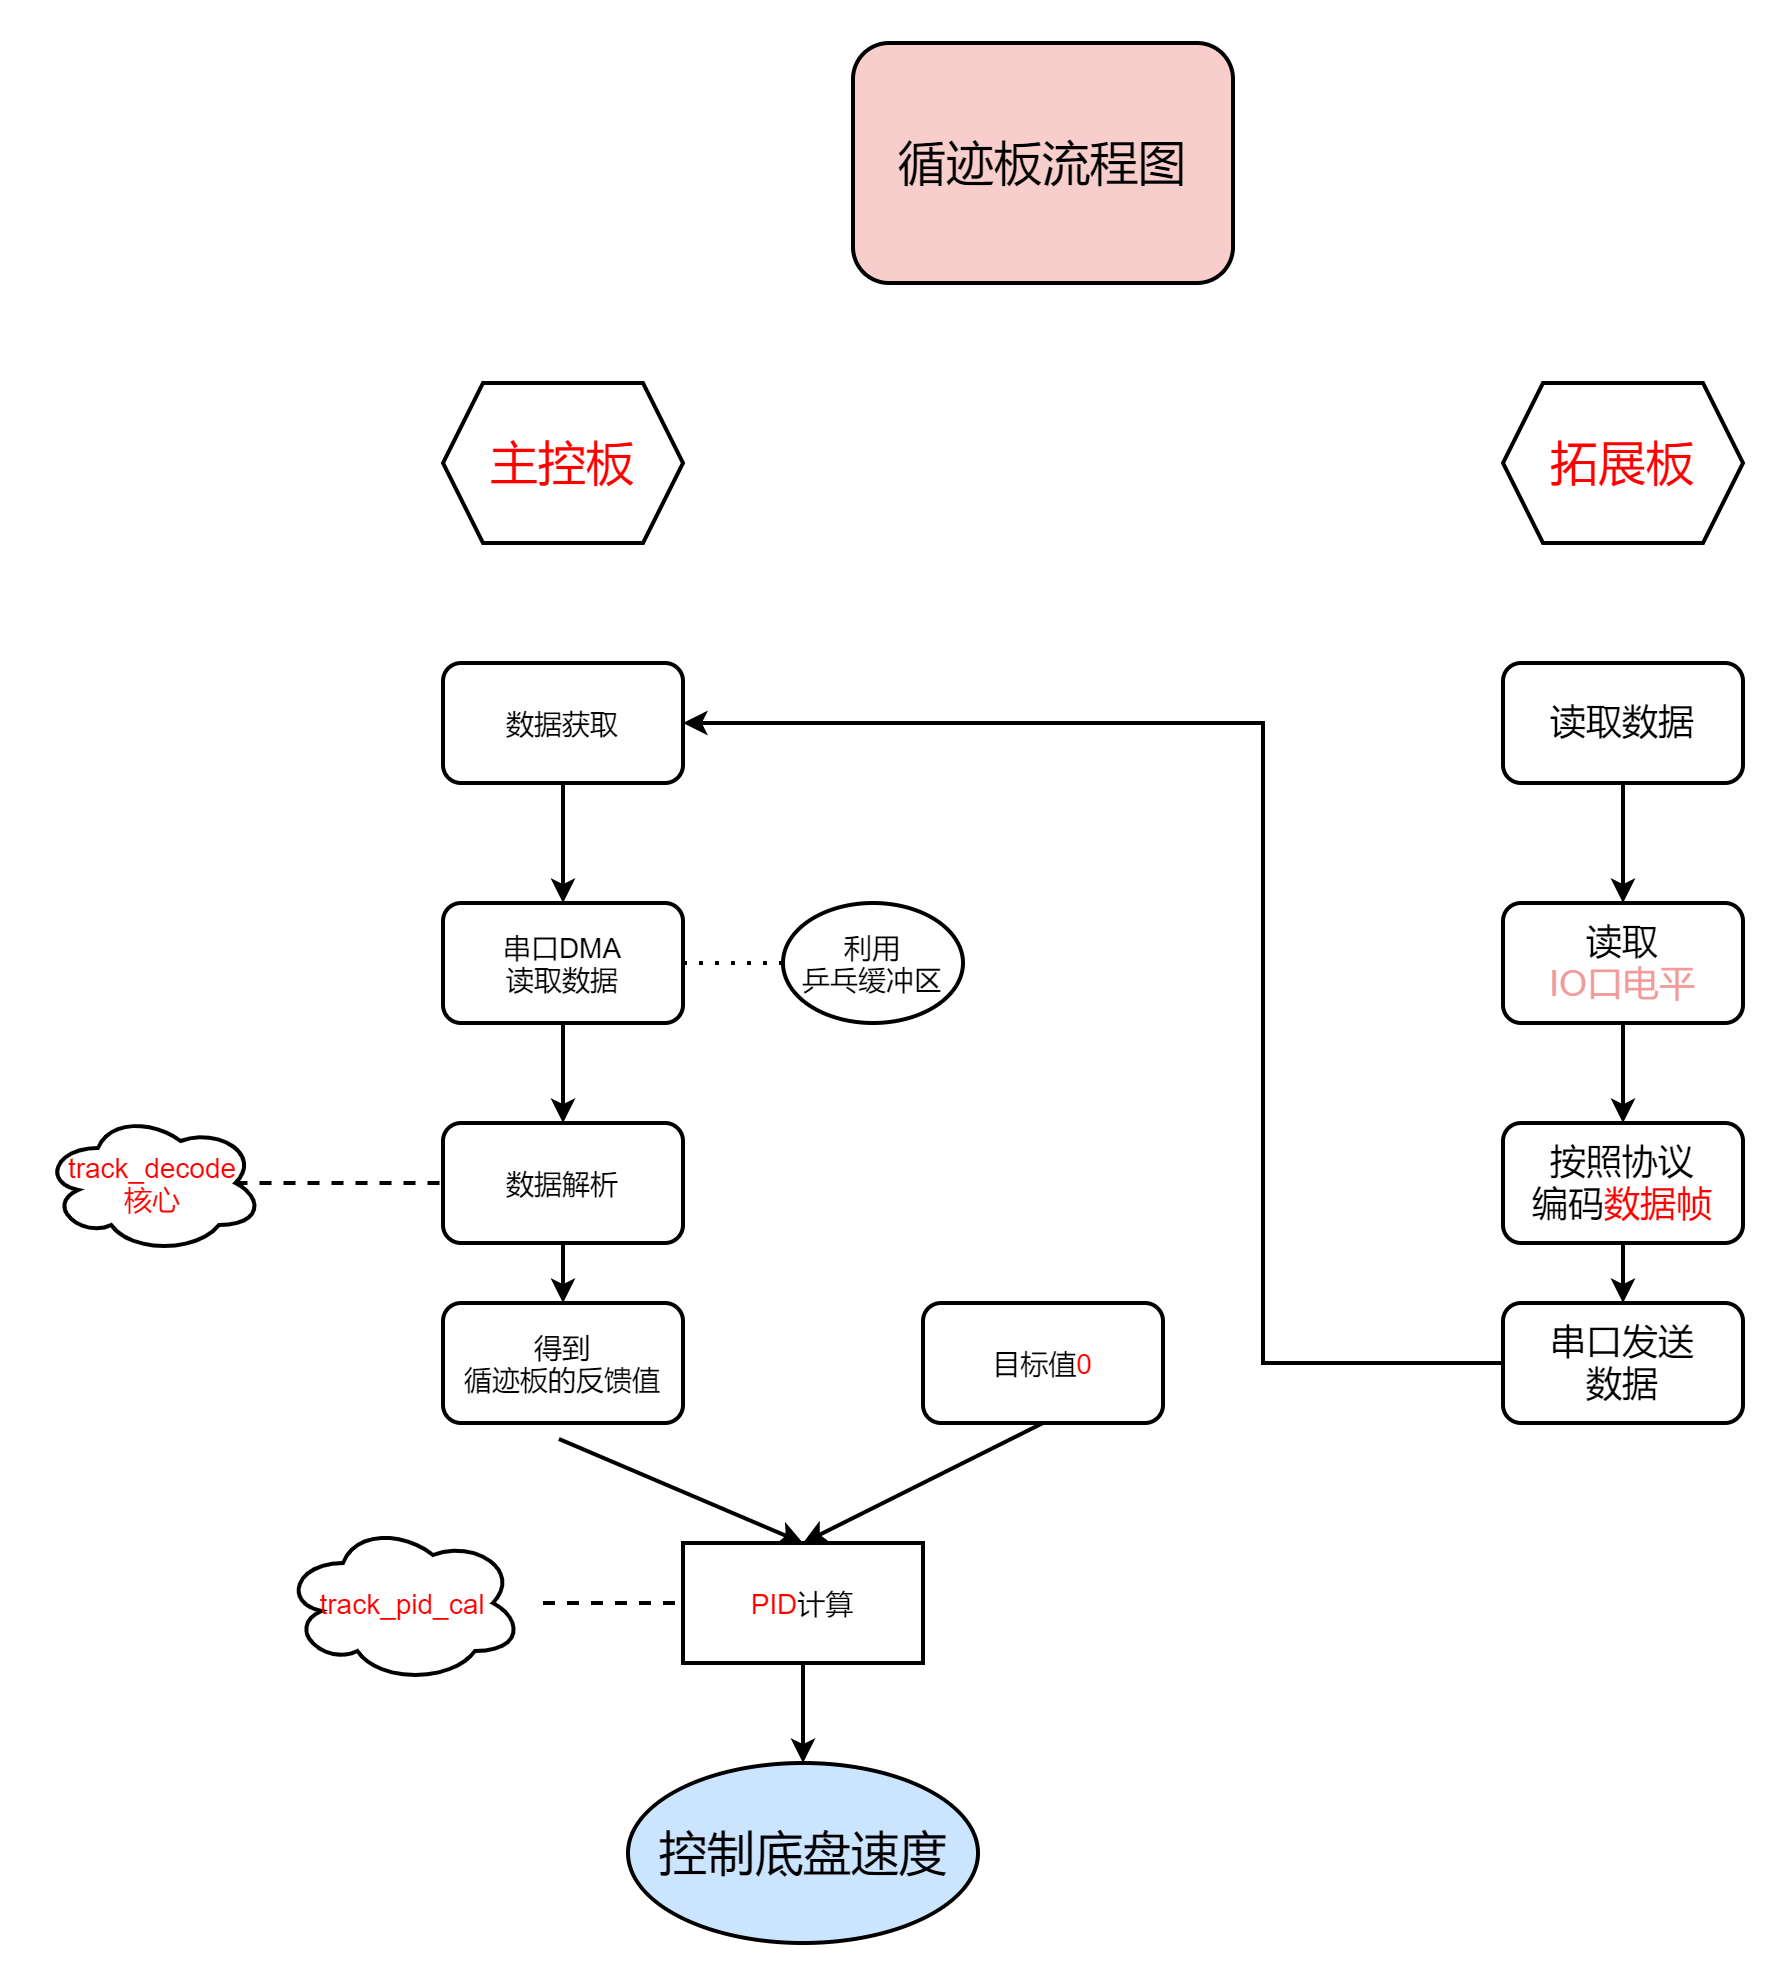 循迹板流程图
主控板
拓展板
数据获取
读取数据
串口DMA
读取数据
利用
乒乓缓冲区
读取
IO口电平
track_decode
核心
数据解析
按照协议
编码数据帧
得到
循迹板的反馈值
目标值0
串口发送
数据
track_pid_cal
PID计算
控制底盘速度